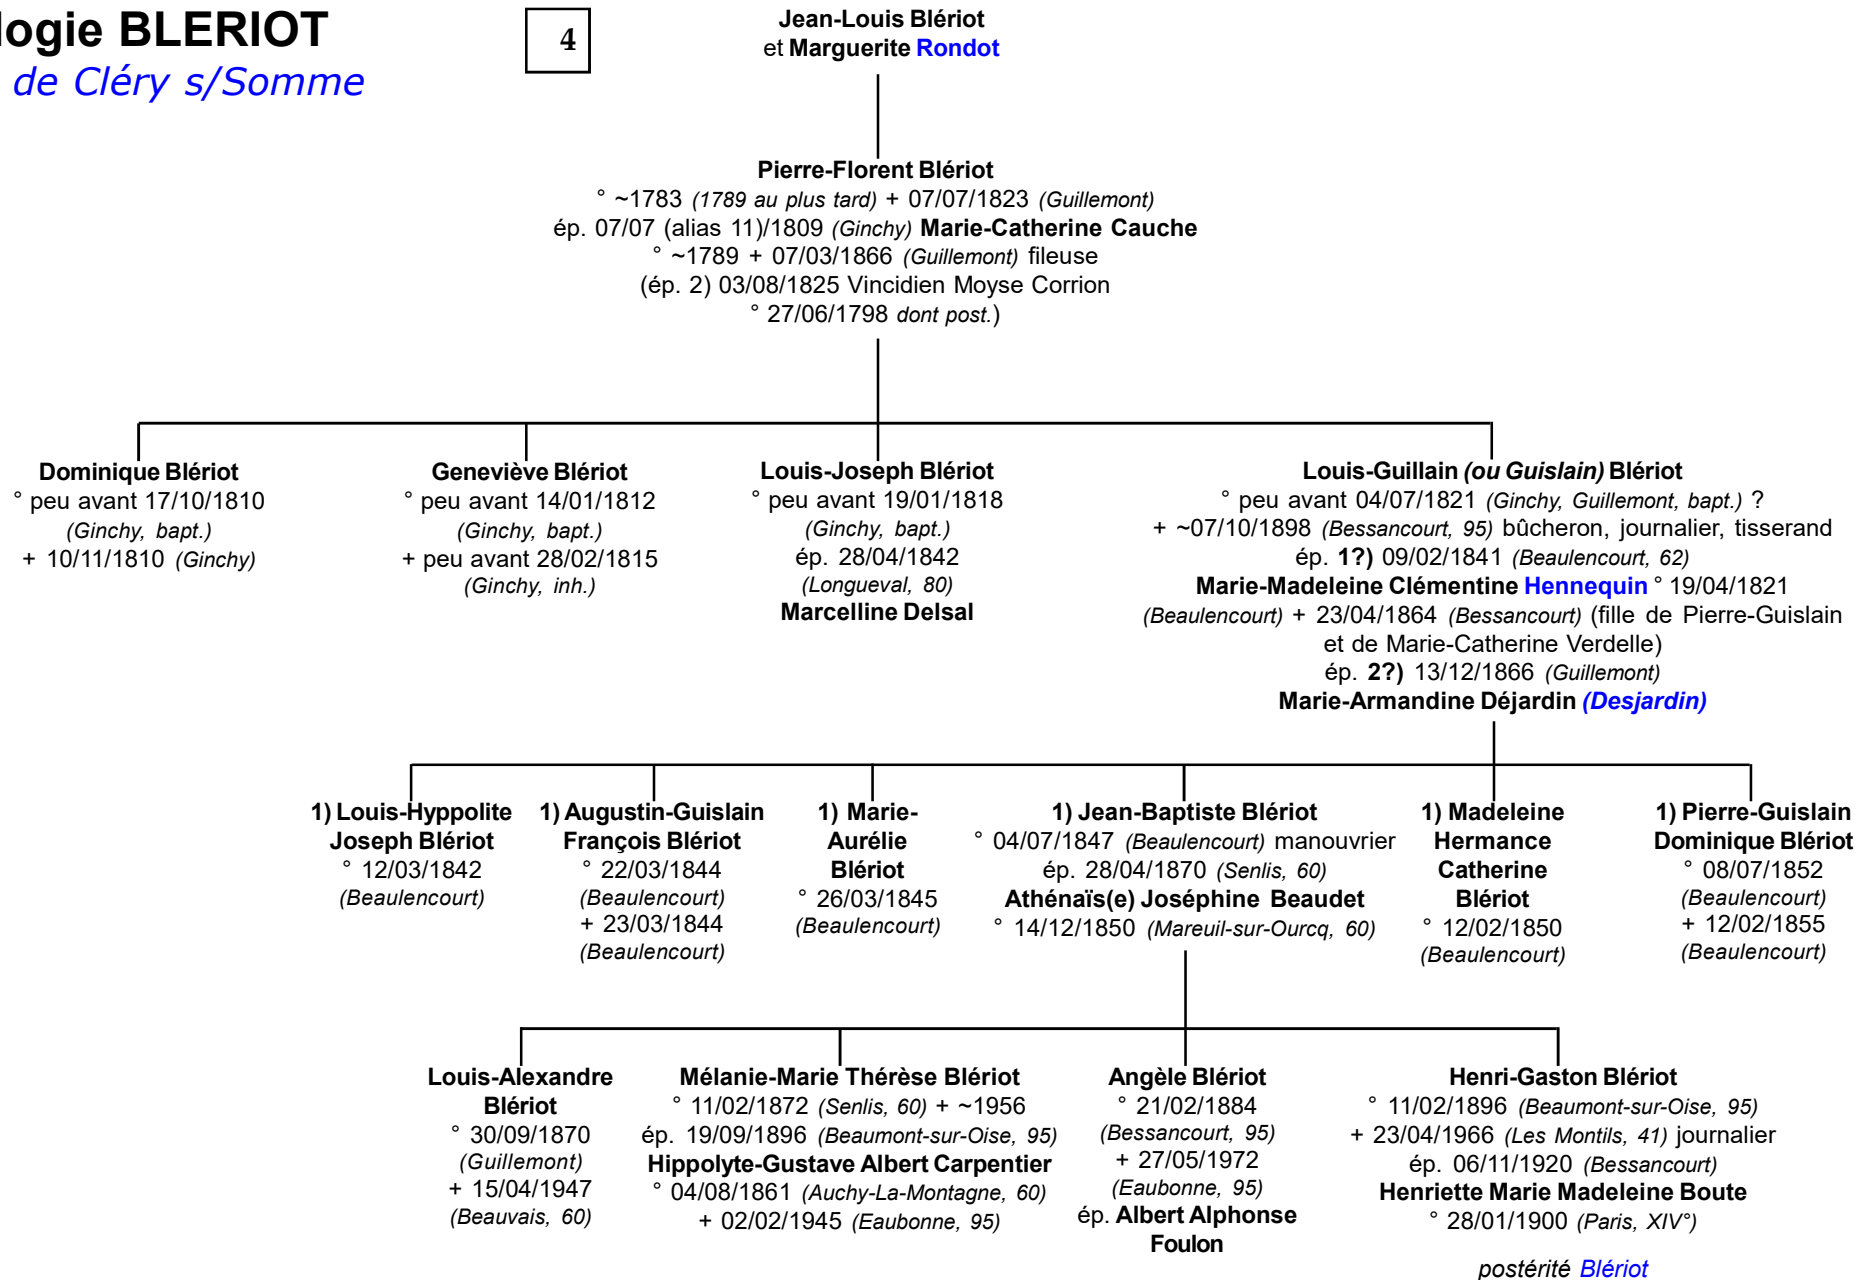 logie BLERIOT
de Cléry s/Somme
4
Jean-Louis Blériot
et Marguerite Rondot
Pierre-Florent Blériot
° ~1783 (1789 au plus tard) + 07/07/1823 (Guillemont)
ép. 07/07 (alias 11)/1809 (Ginchy) Marie-Catherine Cauche
° ~1789 + 07/03/1866 (Guillemont) fileuse
(ép. 2) 03/08/1825 Vincidien Moyse Corrion
° 27/06/1798 dont post.)
Dominique Blériot
° peu avant 17/10/1810
(Ginchy, bapt.)
+ 10/11/1810 (Ginchy)
Geneviève Blériot
° peu avant 14/01/1812
(Ginchy, bapt.)
+ peu avant 28/02/1815
(Ginchy, inh.)
Louis-Joseph Blériot
° peu avant 19/01/1818
(Ginchy, bapt.)
ép. 28/04/1842
(Longueval, 80)
Marcelline Delsal
Louis-Guillain (ou Guislain) Blériot
° peu avant 04/07/1821 (Ginchy, Guillemont, bapt.) ?
+ ~07/10/1898 (Bessancourt, 95) bûcheron, journalier, tisserand
ép. 1?) 09/02/1841 (Beaulencourt, 62)
Marie-Madeleine Clémentine Hennequin ° 19/04/1821
(Beaulencourt) + 23/04/1864 (Bessancourt) (fille de Pierre-Guislain
et de Marie-Catherine Verdelle)
ép. 2?) 13/12/1866 (Guillemont)
Marie-Armandine Déjardin (Desjardin)
1) Louis-Hyppolite
Joseph Blériot
° 12/03/1842
(Beaulencourt)
1) Augustin-Guislain
François Blériot
° 22/03/1844
(Beaulencourt)
+ 23/03/1844
(Beaulencourt)
1) Marie-
Aurélie
Blériot
° 26/03/1845
(Beaulencourt)
1) Jean-Baptiste Blériot
° 04/07/1847 (Beaulencourt) manouvrier
ép. 28/04/1870 (Senlis, 60)
Athénaïs(e) Joséphine Beaudet
° 14/12/1850 (Mareuil-sur-Ourcq, 60)
1) Madeleine
Hermance
Catherine
Blériot
° 12/02/1850
(Beaulencourt)
1) Pierre-Guislain
Dominique Blériot
° 08/07/1852
(Beaulencourt)
+ 12/02/1855
(Beaulencourt)
Louis-Alexandre
Blériot
° 30/09/1870
(Guillemont)
+ 15/04/1947
(Beauvais, 60)
Mélanie-Marie Thérèse Blériot
° 11/02/1872 (Senlis, 60) + ~1956
ép. 19/09/1896 (Beaumont-sur-Oise, 95)
Hippolyte-Gustave Albert Carpentier
° 04/08/1861 (Auchy-La-Montagne, 60)
+ 02/02/1945 (Eaubonne, 95)
Angèle Blériot
° 21/02/1884
(Bessancourt, 95)
+ 27/05/1972
(Eaubonne, 95)
ép. Albert Alphonse
Foulon
Henri-Gaston Blériot
° 11/02/1896 (Beaumont-sur-Oise, 95)
+ 23/04/1966 (Les Montils, 41) journalier
ép. 06/11/1920 (Bessancourt)
Henriette Marie Madeleine Boute
° 28/01/1900 (Paris, XIV°)
postérité Blériot